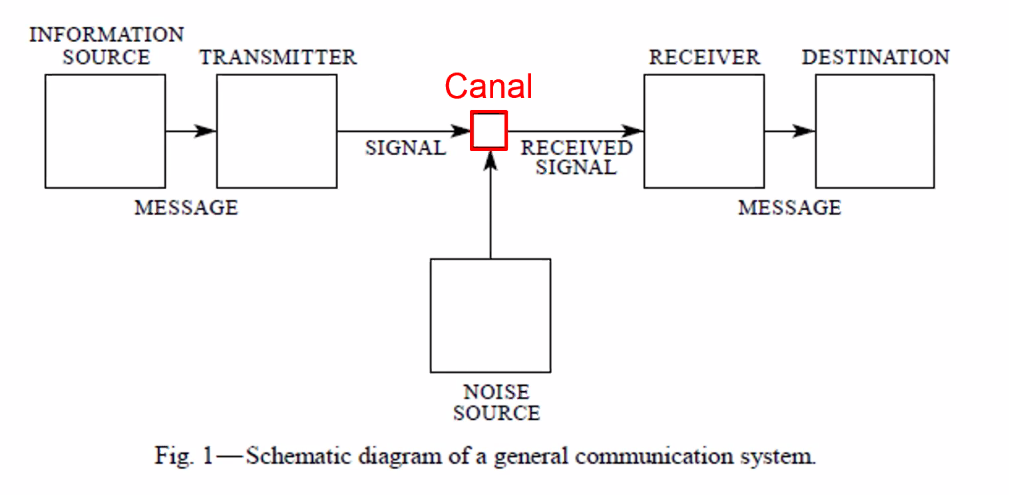 INFORMATION
SOURCE
TRANSMITTER
RECEIVER
DESTINATION
Canal
SIGNAL
RECEIVED
SIGNAL
MESSAGE
MESSAGE
NOISE
SOURCE
Fig. 1—Schematic diagram of a general communication system.